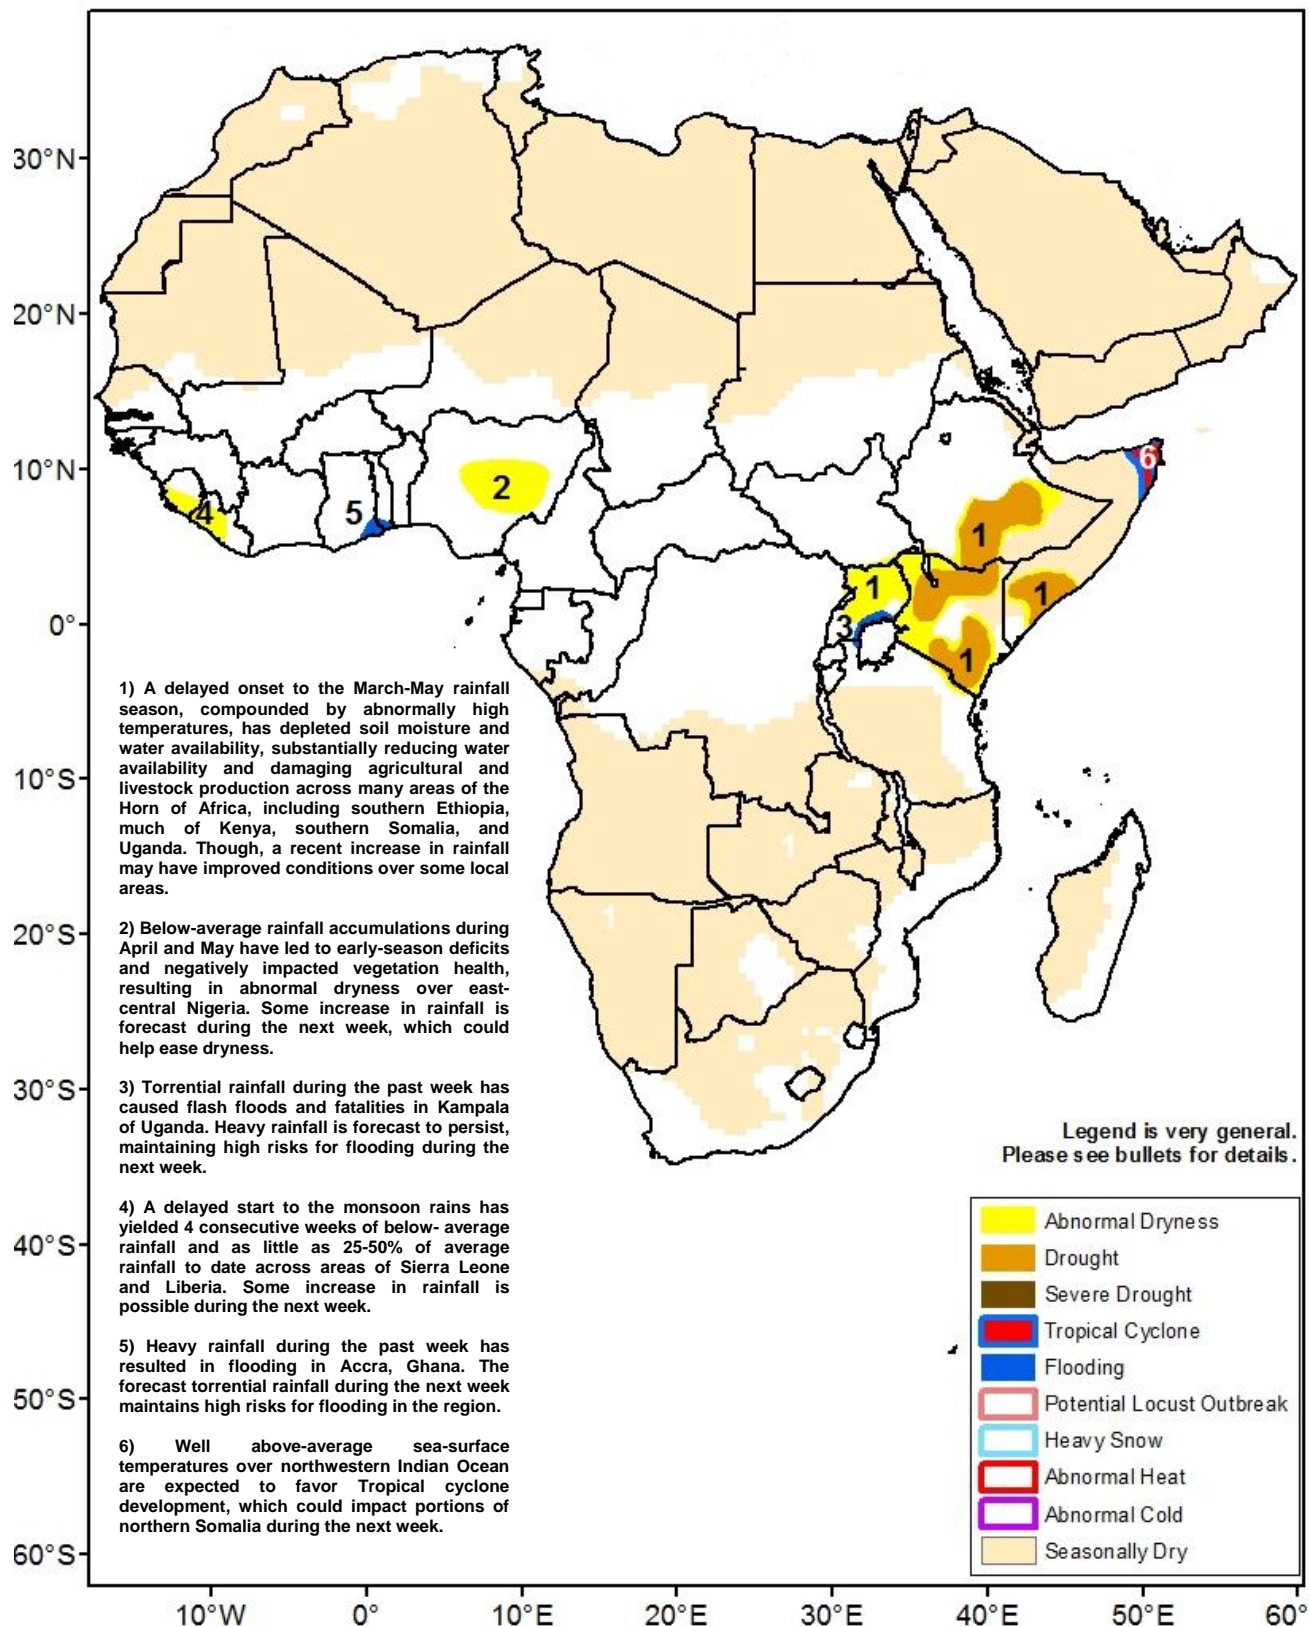 30°N
20°N
10°N
0°
10°S
20°S
30°S
40°S
50°S
60°S
6
2
5
4
1
1
1
3
1
1
1
1) A delayed onset to the March-May rainfall
season, compounded by abnormally high
temperatures, has depleted soil moisture and
water availability, substantially reducing water
availability and damaging agricultural and
livestock production across many areas of the
Horn of Africa, including southern Ethiopia,
much of Kenya, southern Somalia, and
Uganda. Though, a recent increase in rainfall
may have improved conditions over some local
areas.
2) Below-average rainfall accumulations during
April and May have led to early-season deficits
and negatively impacted vegetation health,
resulting in abnormal dryness over east-
central Nigeria. Some increase in rainfall is
forecast during the next week, which could
help ease dryness.
3) Torrential rainfall during the past week has
caused flash floods and fatalities in Kampala
of Uganda. Heavy rainfall is forecast to persist,
maintaining high risks for flooding during the
next week.
4) A delayed start to the monsoon rains has
yielded 4 consecutive weeks of below- average
rainfall and as little as 25-50% of average
rainfall to date across areas of Sierra Leone
and Liberia. Some increase in rainfall is
possible during the next week.
5) Heavy rainfall during the past week has
resulted in flooding in Accra, Ghana. The
forecast torrential rainfall during the next week
maintains high risks for flooding in the region.
6) Well above-average sea-surface
temperatures over northwestern Indian Ocean
are expected to favor Tropical cyclone
development, which could impact portions of
northern Somalia during the next week.
Legend is very general.
Please see bullets for details.
Abnormal Dryness
Drought
Severe Drought
Tropical Cyclone
Flooding
Potential Locust Outbreak
Heavy Snow
Abnormal Heat
Abnormal Cold
Seasonally Dry
10°W 0° 10°E 20°E 30°E 40°E 50°E 60°